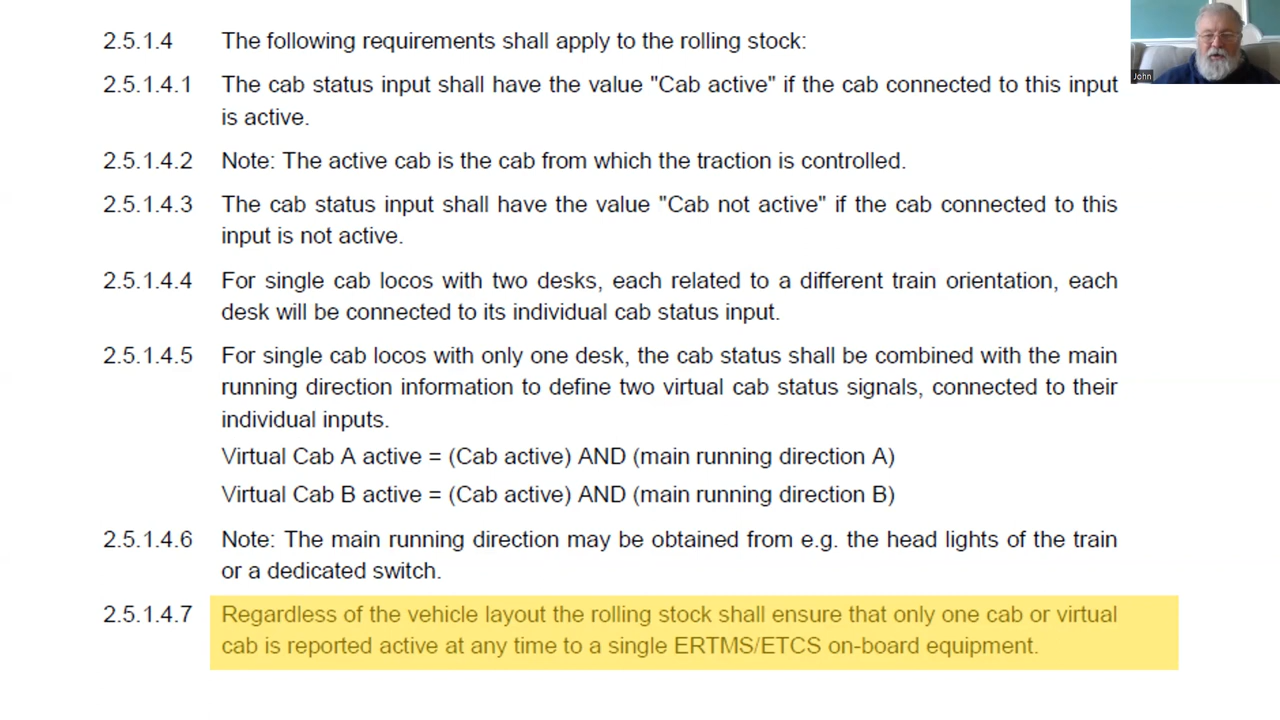 2.5.1.4 The following requirements shall apply to the rolling stock:
2.5.1.4.1 The cab status input shall have the value "Cab active" if the cab connected to this input
is active.
2.5.1.4.2 Note: The active cab is the cab from which the traction is controlled.
2.5.1.4.3 The cab status input shall have the value "Cab not active" if the cab connected to this
input is not active.
2.5.1.4.4 For single cab locos with two desks, each related to a different train orientation, each
desk will be connected to its individual cab status input.
2.5.1.4.5 For single cab locos with only one desk, the cab status shall be combined with the main
running direction information to define two virtual cab status signals, connected to their
individual inputs.
Virtual Cab A active = (Cab active) AND (main running direction A)
Virtual Cab B active = (Cab active) AND (main running direction B)
2.5.1.4.6 Note: The main running direction may be obtained from e.g. the head lights of the train
or a dedicated switch.
2.5.1.4.7 Regardless of the vehicle layout the rolling stock shall ensure that only one cab or virtual
cab is reported active at any time to a single ERTMS/ETCS on-board equipment.
John